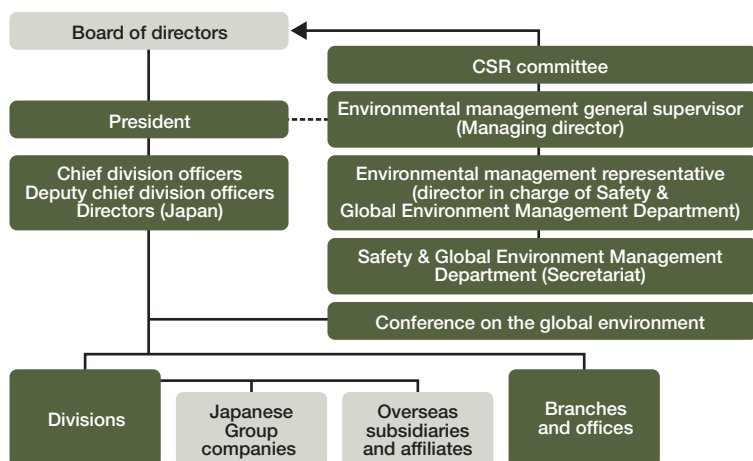 Board of directors
CSR committee
President
Environmental management general supervisor
(Managing director)
Chief division officers
Deputy chief division officers
Directors (Japan)
Environmental management representative
(director in charge of Safety &
Global Environment Management Department)
Safety & Global Environment Management
Department (Secretariat)
Conference on the global environment
Divisions
Japanese
Group
companies
Overseas
subsidiaries
and affiliates
Branches
and offices